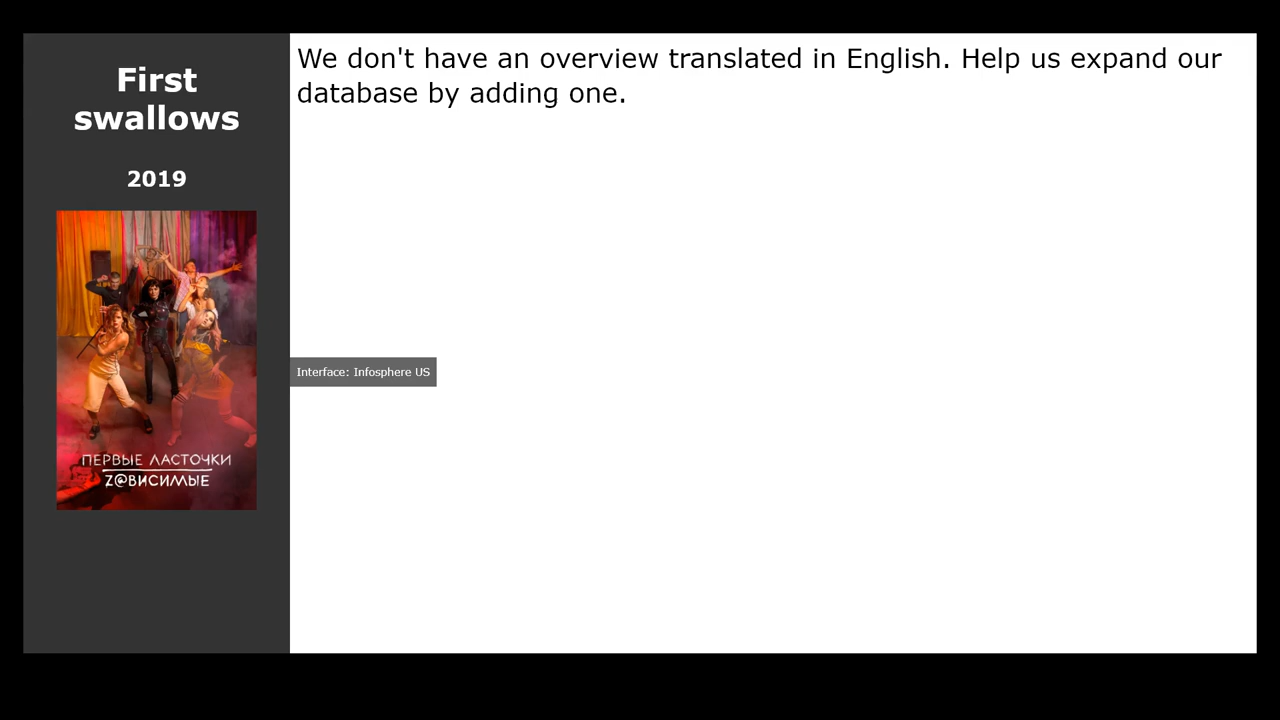 First
swallows
2019
ПЕРВЫЕ ЛАСТОЧКИ
Z@ВИСИМЫЕ
We don't have an overview translated in English. Help us expand our
database by adding one.
Interface: Infosphere US